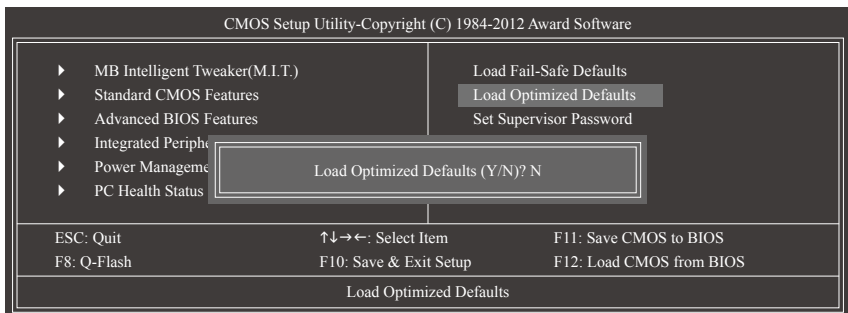 CMOS Setup Utility-Copyright (C) 1984-2012 Award Software
MB Intelligent Tweaker(M.I.T.)
Standard CMOS Features
Advanced BIOS Features
Integrated Periphe
Power Manageme
PC Health Status
Load Fail-Safe Defaults
Load Optimized Defaults
Set Supervisor Password
Load Optimized Defaults (Y/N)? N
ESC: Quit ↑↓→←: Select Item F11: Save CMOS to BIOS
F8: Q-Flash F10: Save & Exit Setup F12: Load CMOS from BIOS
Load Optimized Defaults